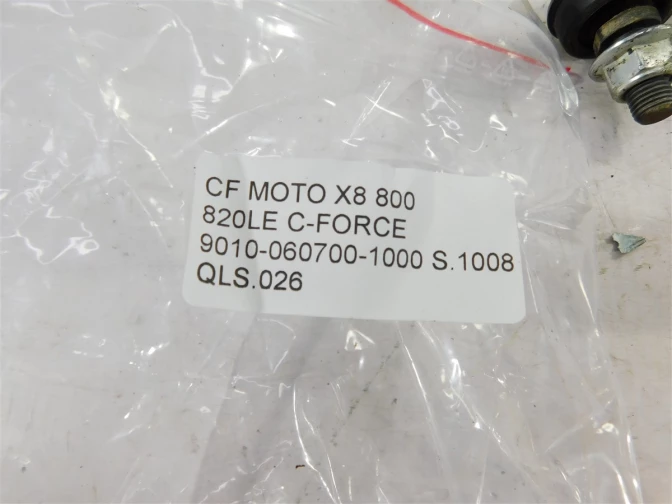 CF MOTO X8 800
820LE C-FORCE
9010-060700-1000 S.1008
QLS.026